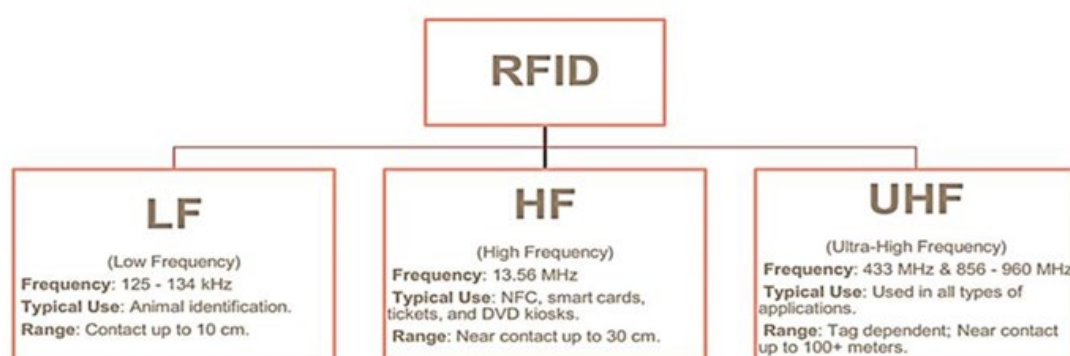 RFID
LF
(Low Frequency)
Frequency: 125 - 134 kHz
Typical Use: Animal identification.
Range: Contact up to 10 cm.
HF
(High Frequency)
Frequency: 13.56 MHz
Typical Use: NFC, smart cards,
tickets, and DVD kiosks.
Range: Near contact up to 30 cm.
UHF
(Ultra-High Frequency)
Frequency: 433 MHz & 856 - 960 MHz
Typical Use: Used in all types of
applications.
Range: Tag dependent; Near contact
up to 100+ meters.